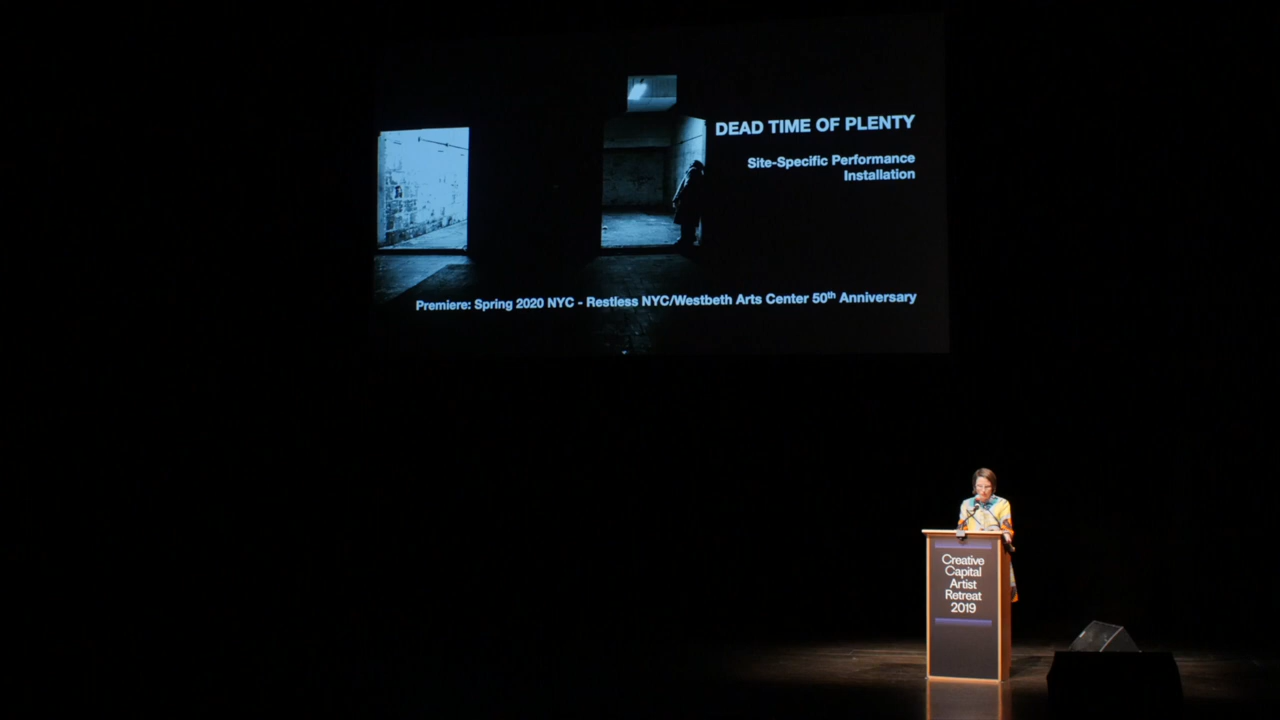 DEAD TIME OF PLENTY
Site-Specific Performance
Installation
Premiere: Spring 2020 NYC - Restless NYC/Westbeth Arts Center 50th Anniversary
Creative
Capital
Artist
Retreat
2019